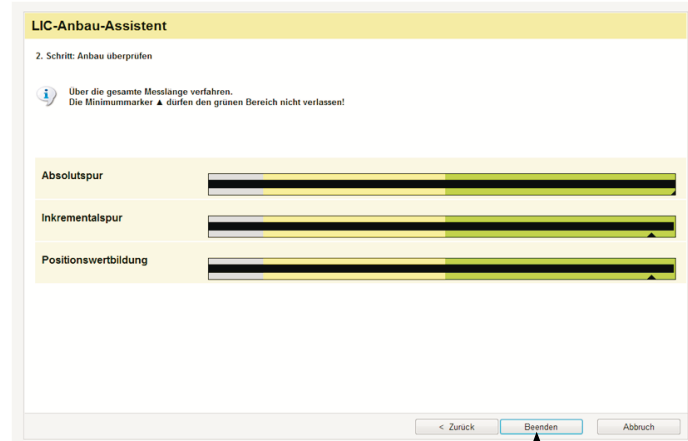 LIC-Anbau-Assistent
2. Schritt: Anbau überprüfen
Über die gesamte Messlänge verfahren.
Die Minimummarker ▲ dürfen den grünen Bereich nicht verlassen!
Absolutspur
Inkrementalspur
Positionswertbildung
< Zurück
Beenden
Abbruch